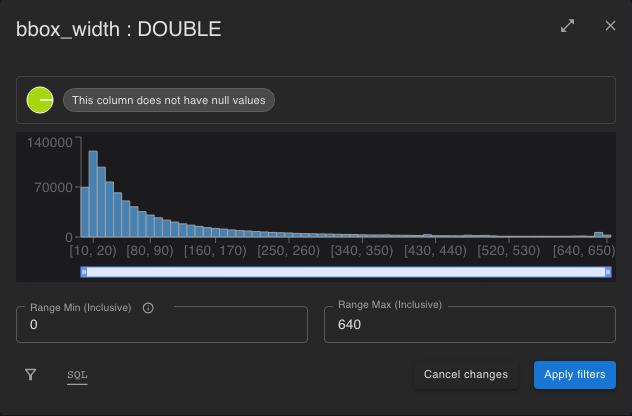 bbox_width : DOUBLE
This column does not have null values
140000
70000
0
[10, 20) [80, 90) [160, 170) [250, 260) [340, 350) [430, 440) [520, 530) [640, 650)
Range Min (Inclusive)
0
Range Max (Inclusive)
640
SQL
Cancel changes
Apply filters